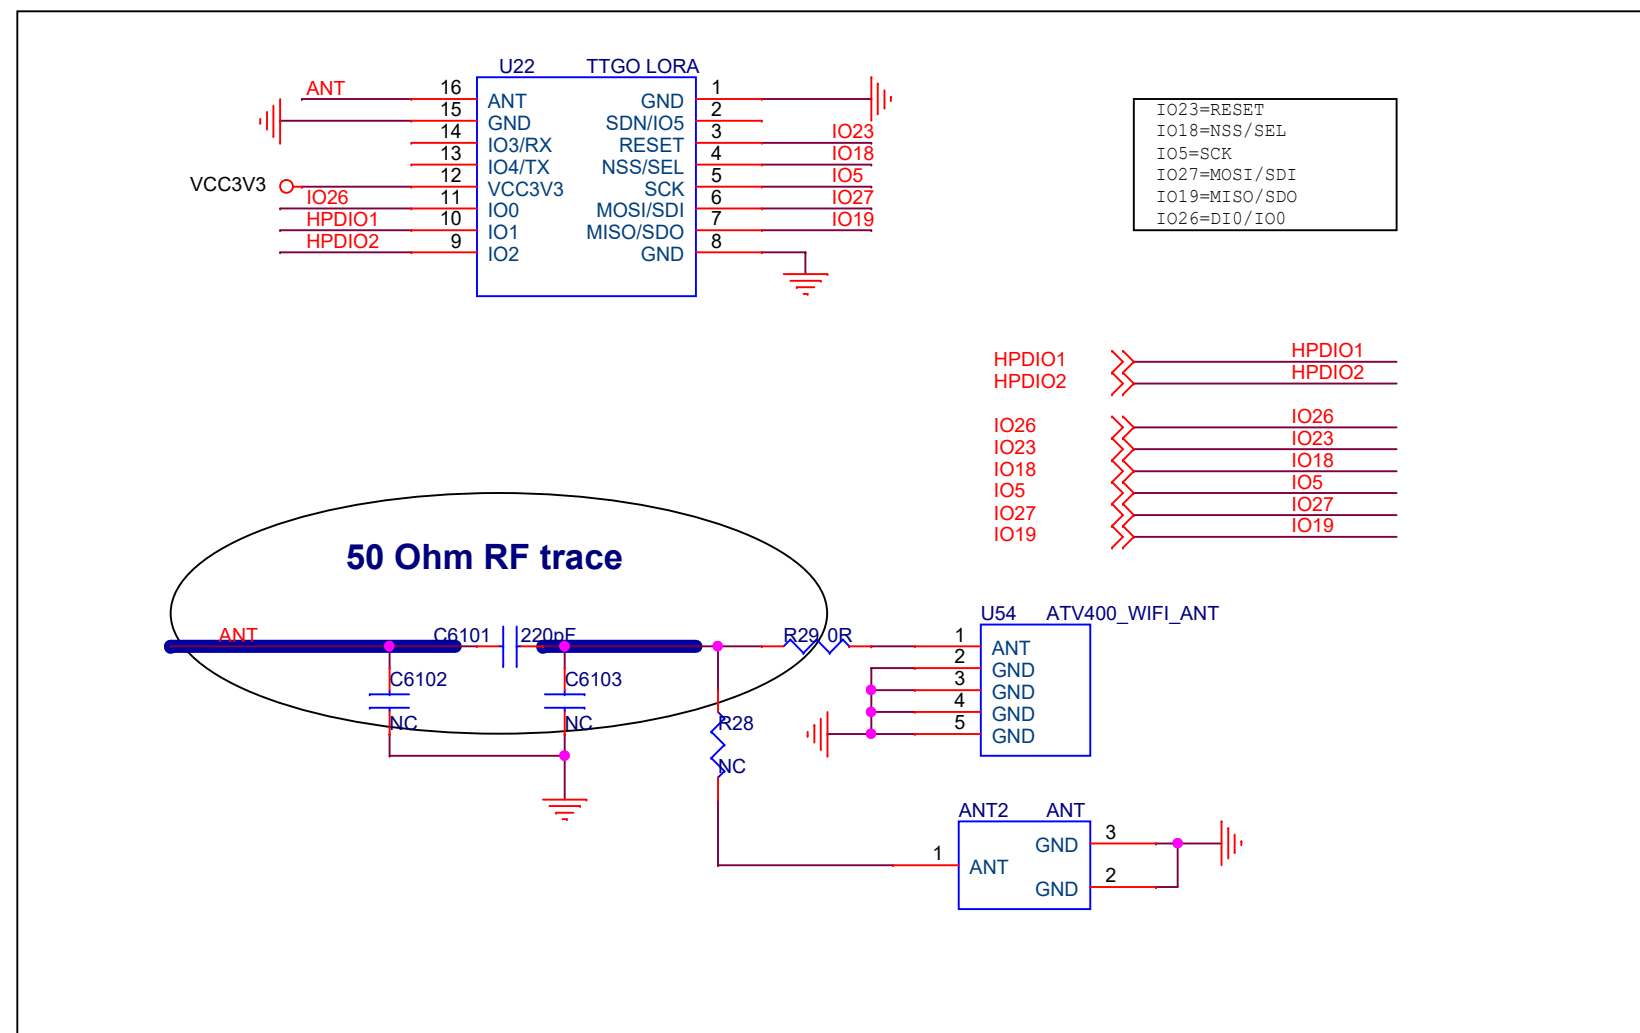 U22 TTGO LORA
ANT 16 ANT GND 1
15 GND SDN/IO5 2
14 IO3/RX RESET 3 IO23
13 IO4/TX NSS/SEL 4 IO18
VCC3V3 12 VCC3V3 SCK 5 IO5
IO26 11 IO0 MOSI/SDI 6 IO27
HPDIO1 10 IO1 MISO/SDO 7 IO19
HPDIO2 9 IO2 GND 8
IO23=RESET
IO18=NSS/SEL
IO5=SCK
IO27=MOSI/SDI
IO19=MISO/SDO
IO26=DI0/IO0
HPDIO1 HPDIO1
HPDIO2 HPDIO2
IO26 IO26
IO23 IO23
IO18 IO18
IO5 IO5
IO27 IO27
IO19 IO19
50 Ohm RF trace
ANT C6101 220pF R29 0R
C6102 C6103
NC NC R28
NC
U54 ATV400_WIFI_ANT
1 ANT
2 GND
3 GND
4 GND
5 GND
ANT2 ANT
GND 3
1 ANT
GND 2